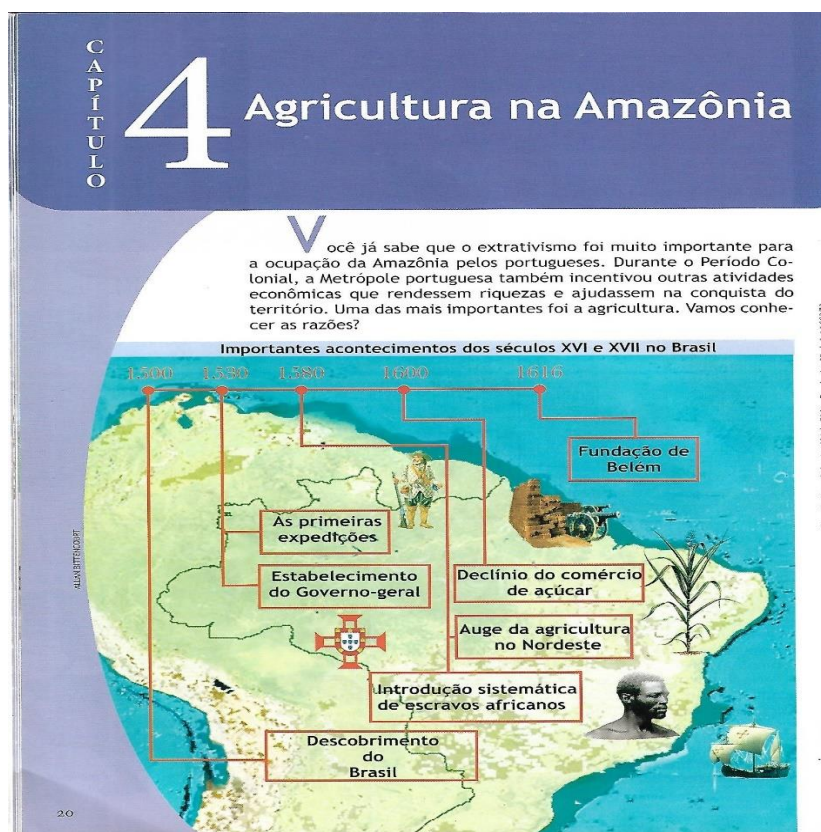 CAPÍTULO
4
Agricultura na Amazônia
Você já sabe que o extrativismo foi muito importante para
a ocupação da Amazônia pelos portugueses. Durante o Período Co-
lonial, a Metrópole portuguesa também incentivou outras atividades
econômicas que rendessem riquezas e ajudassem na conquista do
território. Uma das mais importantes foi a agricultura. Vamos conhe-
cer as razões?
Importantes acontecimentos dos séculos XVI e XVII no Brasil
1500 1530 1580 1600 1616
Fundação de
Belém
As primeiras
expedições
Estabelecimento
do Governo-geral
Declínio do comércio
de açúcar
Auge da agricultura
no Nordeste
Introdução sistemática
de escravos africanos
Descobrimento
do
Brasil
ALLAN BITTENCOURT
20